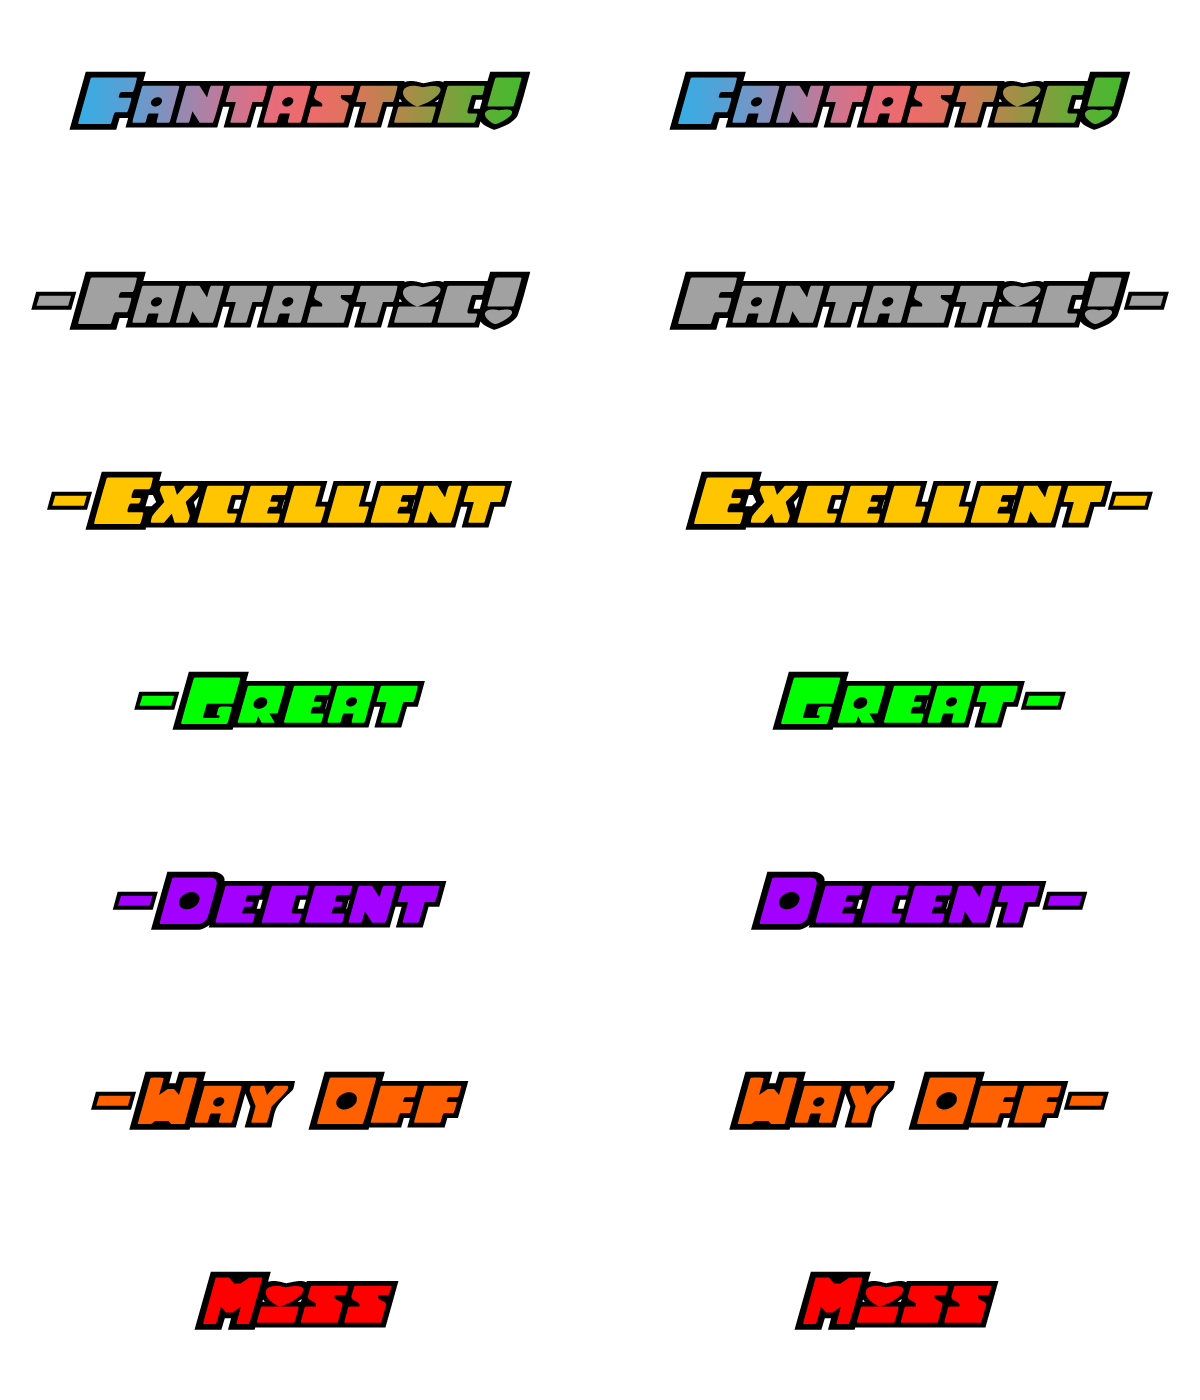 Fantastic! Fantastic!
-Fantastic! Fantastic!-
-Excellent Excellent-
-Great Great-
-Decent Decent-
-Way Off Way Off-
Miss Miss